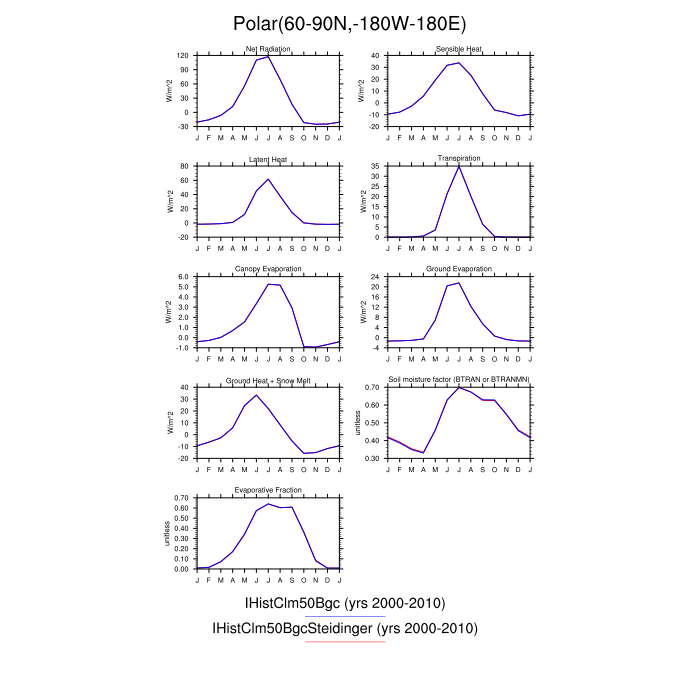 Polar(60-90N,-180W-180E)
Net Radiation
Sensible Heat
W/m^2
120
90
60
30
0
-30
J F M A M J J A S O N D J
W/m^2
40
30
20
10
0
-10
-20
J F M A M J J A S O N D J
Latent Heat
Transpiration
W/m^2
80
60
40
20
0
-20
J F M A M J J A S O N D J
W/m^2
35
30
25
20
15
10
5
0
J F M A M J J A S O N D J
Canopy Evaporation
Ground Evaporation
W/m^2
6.0
5.0
4.0
3.0
2.0
1.0
0.0
-1.0
J F M A M J J A S O N D J
W/m^2
24
20
16
12
8
4
0
-4
J F M A M J J A S O N D J
Ground Heat + Snow Melt
Soil moisture factor (BTRAN or BTRANMN)
W/m^2
40
30
20
10
0
-10
-20
J F M A M J J A S O N D J
unitless
0.70
0.60
0.50
0.40
0.30
J F M A M J J A S O N D J
Evaporative Fraction
unitless
0.70
0.60
0.50
0.40
0.30
0.20
0.10
0.00
J F M A M J J A S O N D J
IHistClm50Bgc (yrs 2000-2010)
IHistClm50BgcSteidinger (yrs 2000-2010)